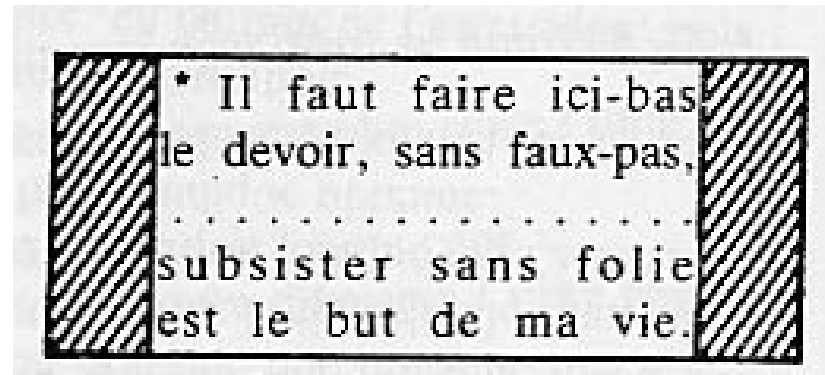 * Il faut faire ici-bas
le devoir, sans faux-pas,
. . . . . . . . . . . . . . . . . .
subsister sans folie
est le but de ma vie.